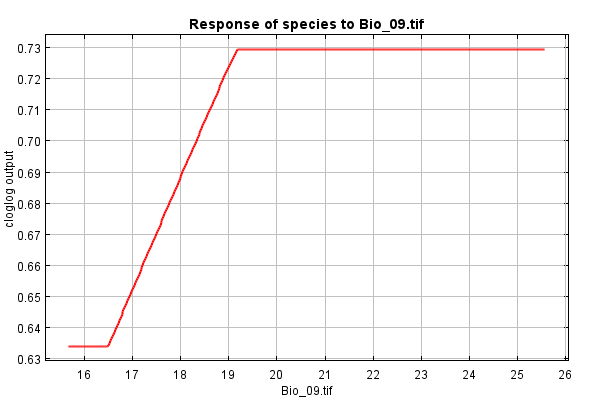 Response of species to Bio_09.tif
0.73
0.72
0.71
0.70
0.69
0.68
0.67
0.66
0.65
0.64
0.63
cloglog output
16 17 18 19 20 21 22 23 24 25 26
Bio_09.tif